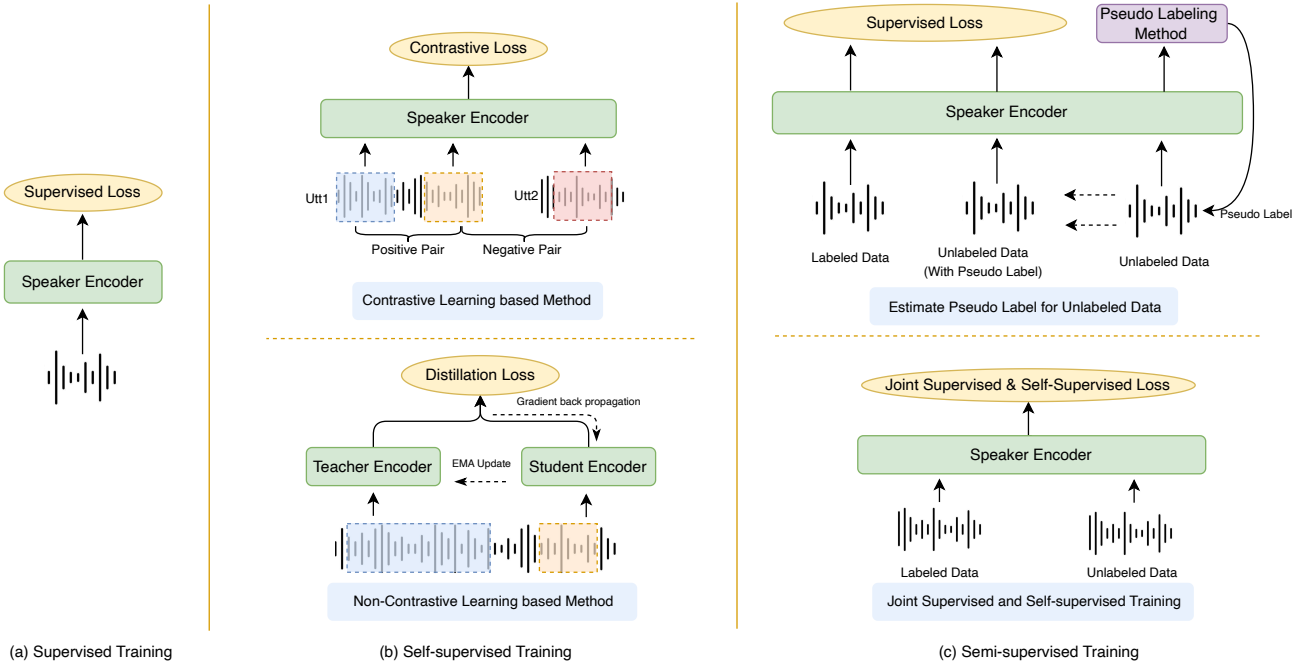 Supervised Loss
Speaker Encoder
(a) Supervised Training
Contrastive Loss
Speaker Encoder
Utt1
Utt2
Positive Pair
Negative Pair
Contrastive Learning based Method
Distillation Loss
Gradient back propagation
Teacher Encoder
EMA Update
Student Encoder
Non-Contrastive Learning based Method
(b) Self-supervised Training
Supervised Loss
Pseudo Labeling
Method
Speaker Encoder
Pseudo Label
Labeled Data
Unlabeled Data
(With Pseudo Label)
Unlabeled Data
Estimate Pseudo Label for Unlabeled Data
Joint Supervised & Self-Supervised Loss
Speaker Encoder
Labeled Data
Unlabeled Data
Joint Supervised and Self-supervised Training
(c) Semi-supervised Training